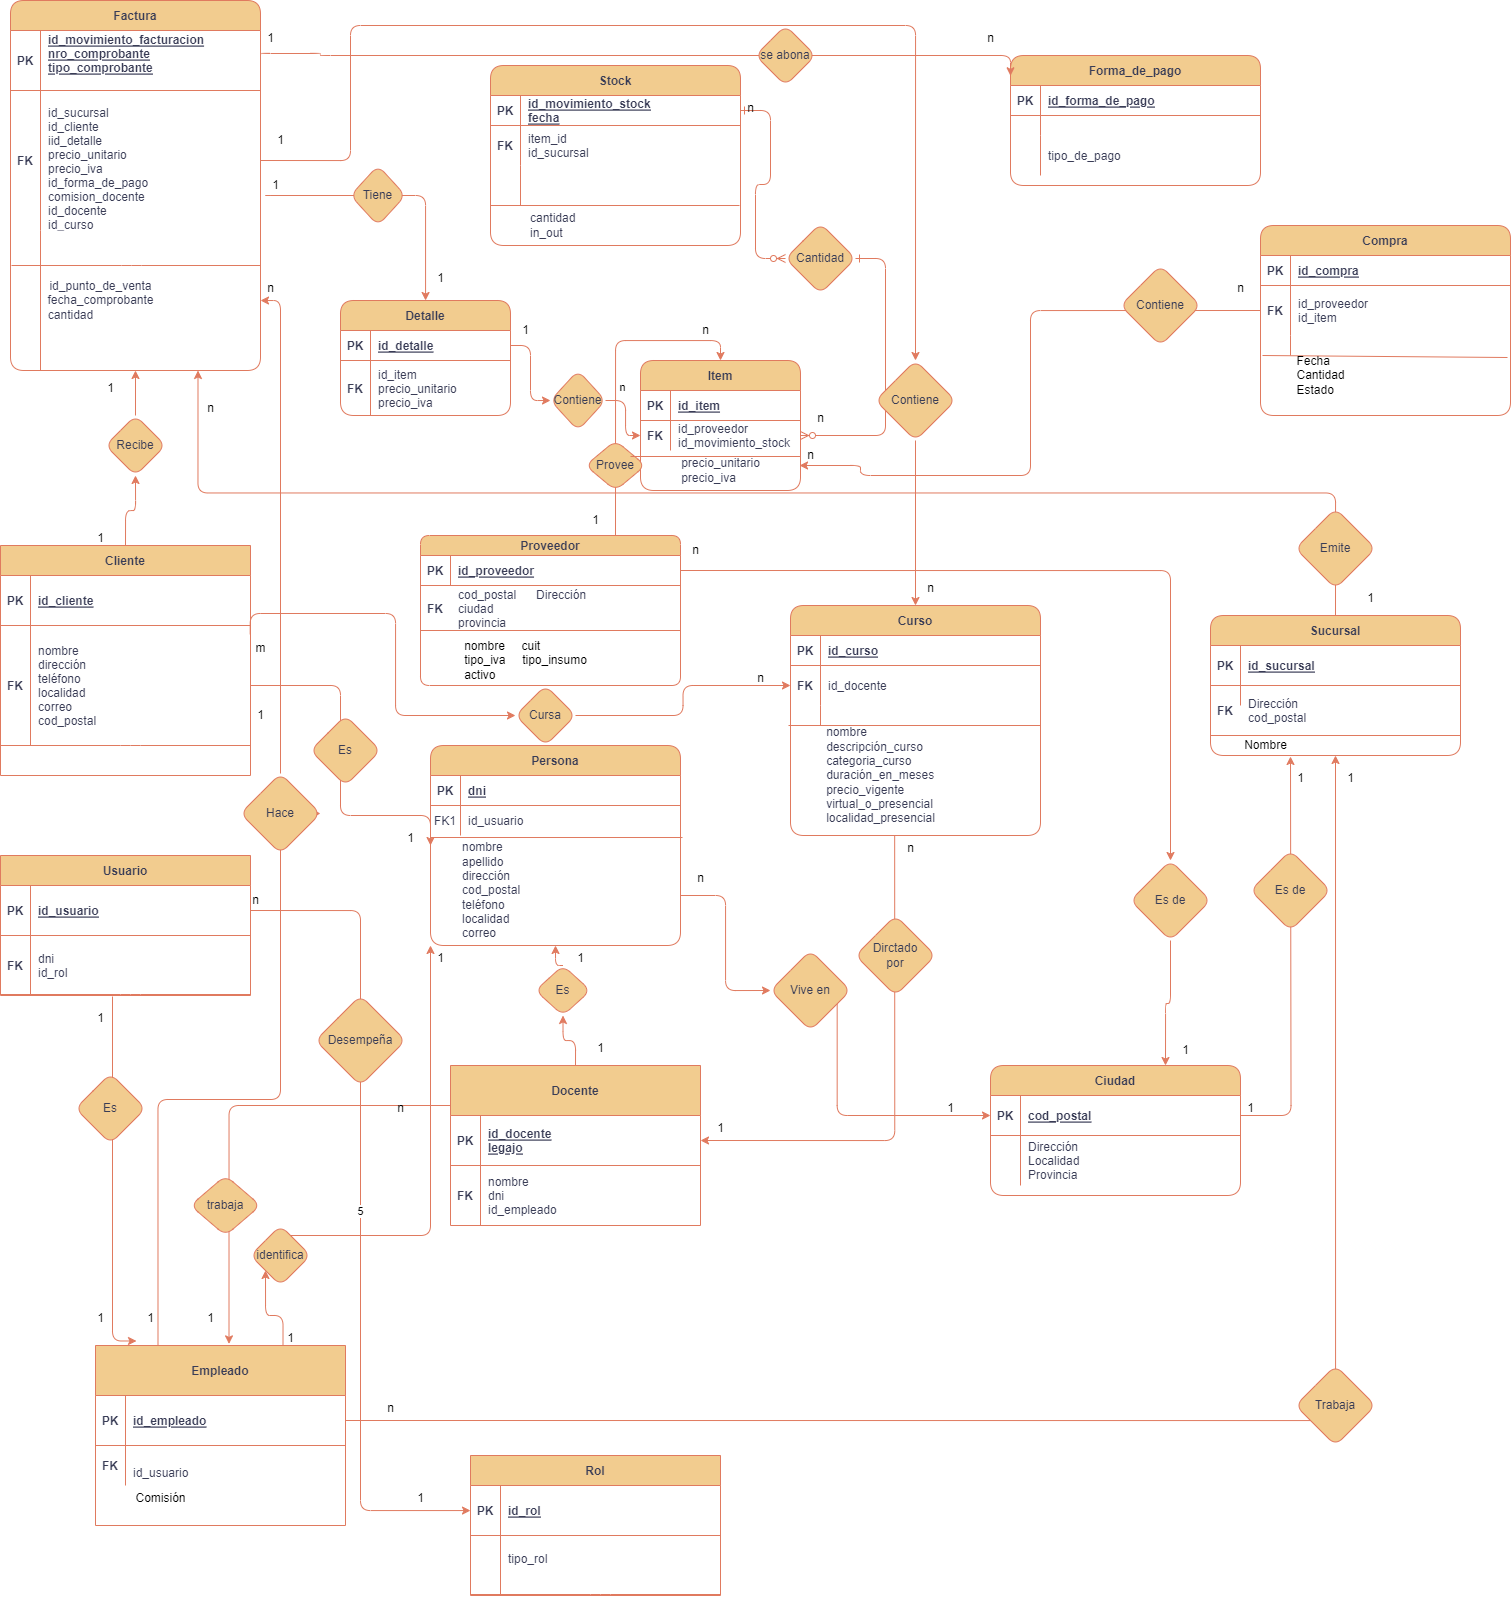 Factura
PK
id_movimiento_facturacion
nro_comprobante
tipo_comprobante
FK
id_sucursal
id_cliente
iid_detalle
precio_unitario
precio_iva
id_forma_de_pago
comision_docente
id_docente
id_curso
id_punto_de_venta
fecha_comprobante
cantidad
1
se abona
n
1
1
Tiene
1
n
Stock
PK
id_movimiento_stock
fecha
FK
item_id
id_sucursal
cantidad
in_out
n
Cantidad
n
Forma_de_pago
PK
id_forma_de_pago
tipo_de_pago
Compra
PK
id_compra
FK
id_proveedor
id_item
Fecha
Cantidad
Estado
n
Contiene
n
Detalle
PK
id_detalle
FK
id_item
precio_unitario
precio_iva
1
Contiene
n
n
Item
PK
id_item
FK
id_proveedor
id_movimiento_stock
precio_unitario
precio_iva
Provee
1
Contiene
n
1
Recibe
1
n
Emite
1
Cliente
PK
id_cliente
FK
nombre
dirección
teléfono
localidad
correo
cod_postal
m
1
Proveedor
PK
id_proveedor
FK
cod_postal Dirección
ciudad
provincia
nombre cuit
tipo_iva tipo_insumo
activo
n
Cursa
n
Es
1
Curso
PK
id_curso
FK
id_docente
nombre
descripción_curso
categoria_curso
duración_en_meses
precio_vigente
virtual_o_presencial
localidad_presencial
n
Sucursal
PK
id_sucursal
FK
Dirección
cod_postal
Nombre
1
1
Persona
PK
dni
FK1
id_usuario
nombre
apellido
dirección
cod_postal
teléfono
localidad
correo
n
1
1
Hace
Usuario
PK
id_usuario
FK
dni
id_rol
n
1
Es de
Es de
Dirctado
por
Es
Vive en
Desempeña
1
1
Es
1
n
Docente
PK
id_docente
legajo
FK
nombre
dni
id_empleado
1
Ciudad
PK
cod_postal
Dirección
Localidad
Provincia
1
1
trabaja
5
identifica
1
1
1
1
Empleado
PK
id_empleado
FK
id_usuario
Comisión
n
Trabaja
1
Rol
PK
id_rol
tipo_rol